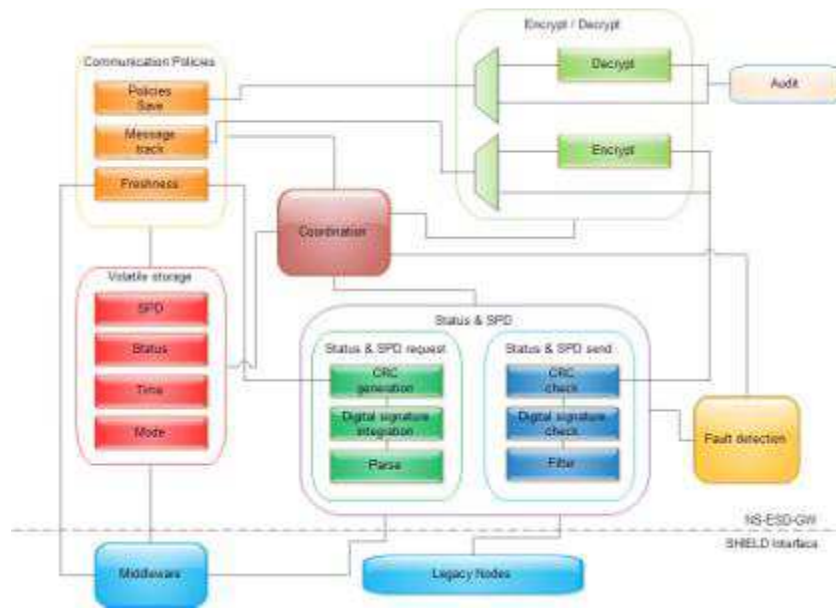 Encrypt / Decrypt
Communication Policies
Decrypt
Audit
Policies
Save
Message
track
Encrypt
Freshness
Coordination
Volatile storage
SPD
Status & SPD
Status
Status & SPD request
Status & SPD send
CRC
generation
CRC
check
Time
Digital signature
integration
Digital signature
check
Mode
Fault detection
Parse
Filter
NS-ESD-GW
SHIELD Interface
Middleware
Legacy Nodes